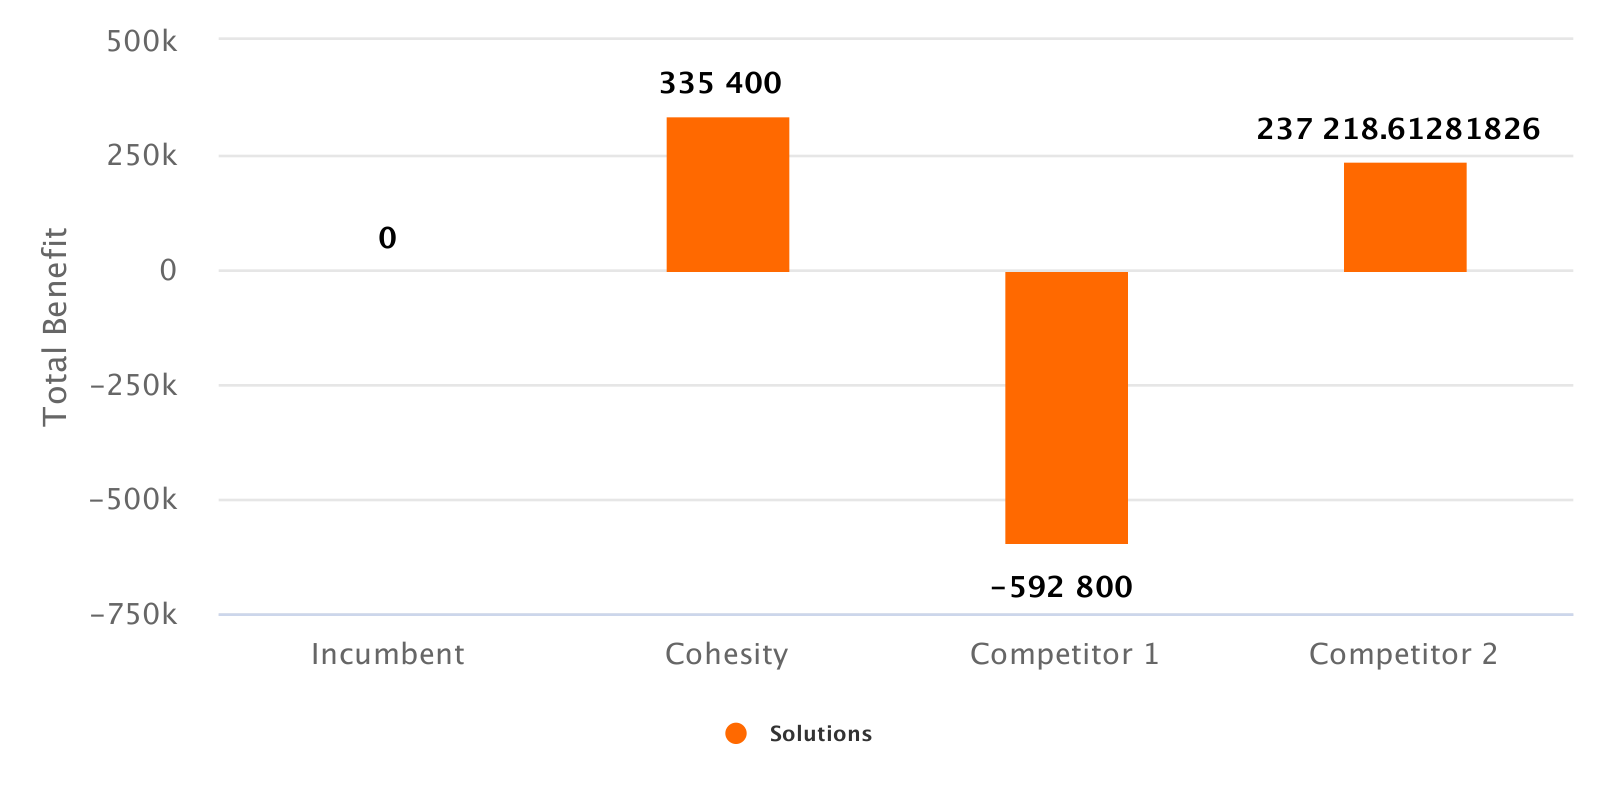 500k
335 400
237 218.61281826
250k
0
0
Total Benefit
−250k
−500k
−592 800
−750k
Incumbent
Cohesity
Competitor 1
Competitor 2
Solutions